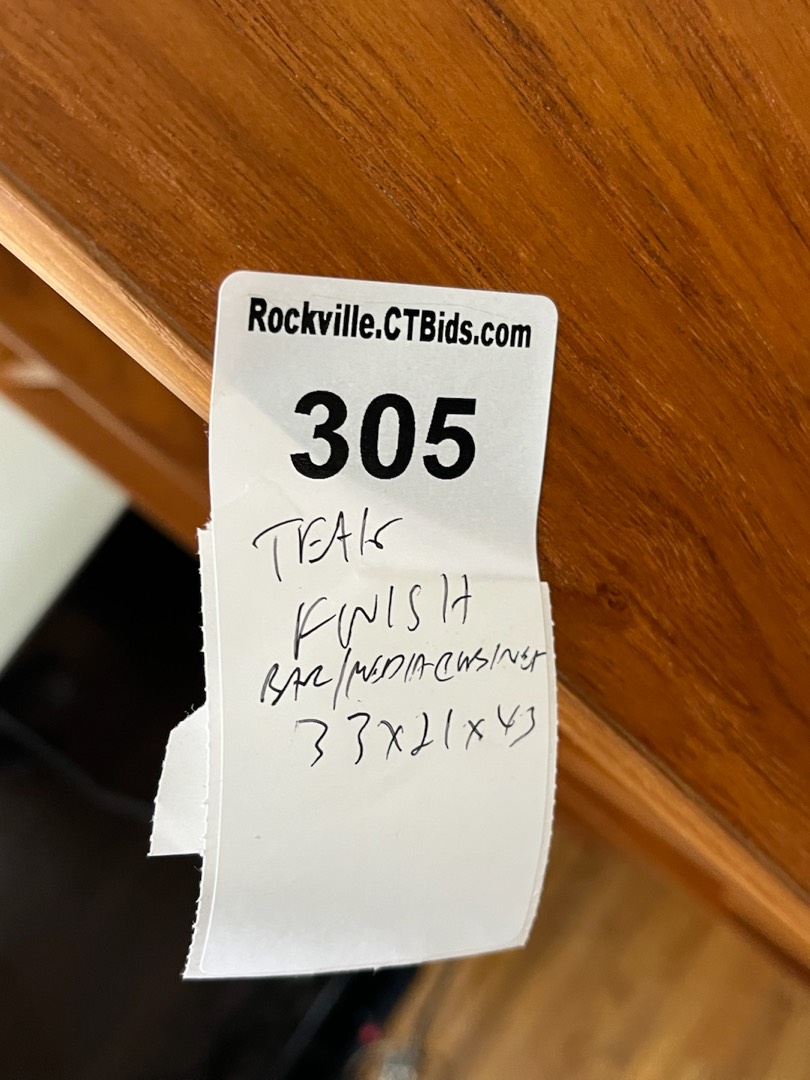 Rockville.CTBids.com
305
TEAK
FINISH
BAR/MEDIA CABINET
33x21x43